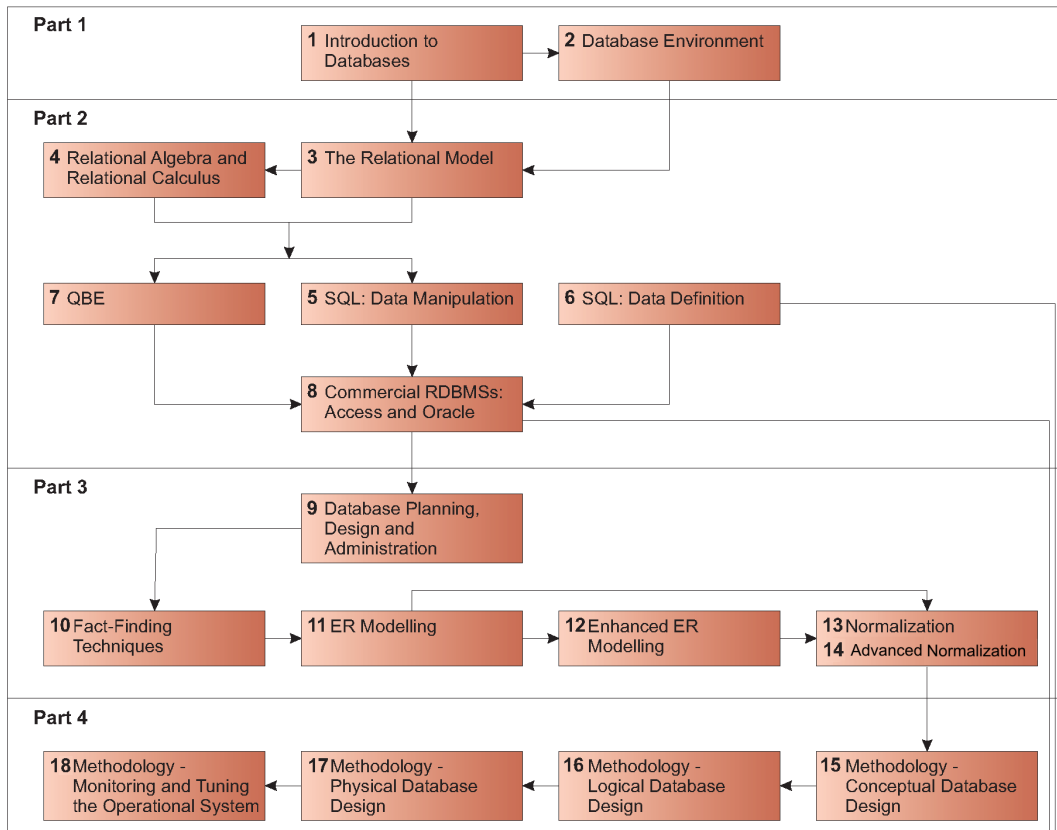 Part 1
1 Introduction to
Databases
2 Database Environment
Part 2
4 Relational Algebra and
Relational Calculus
3 The Relational Model
7 QBE
5 SQL: Data Manipulation
6 SQL: Data Definition
8 Commercial RDBMSs:
Access and Oracle
Part 3
9 Database Planning,
Design and
Administration
10 Fact-Finding
Techniques
11 ER Modelling
12 Enhanced ER
Modelling
13 Normalization
14 Advanced Normalization
Part 4
18 Methodology -
Monitoring and Tuning
the Operational System
17 Methodology -
Physical Database
Design
16 Methodology -
Logical Database
Design
15 Methodology -
Conceptual Database
Design